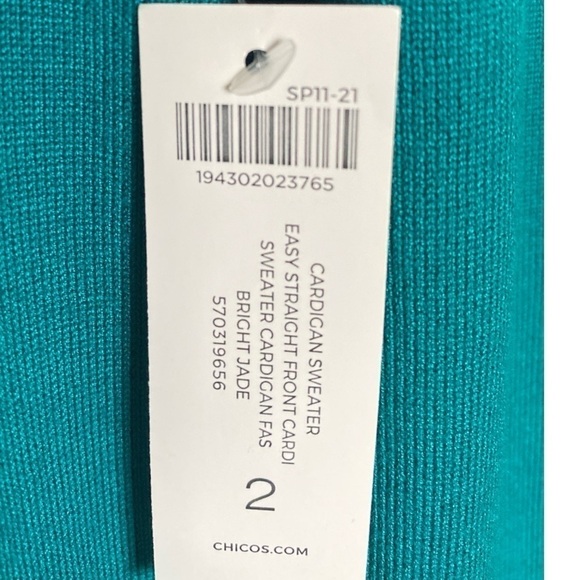 SP11-21
194302023765
CARDIGAN SWEATER
EASY STRAIGHT FRONT CARDI
SWEATER CARDIGAN FAS
BRIGHT JADE
570319656
2
CHICOS.COM